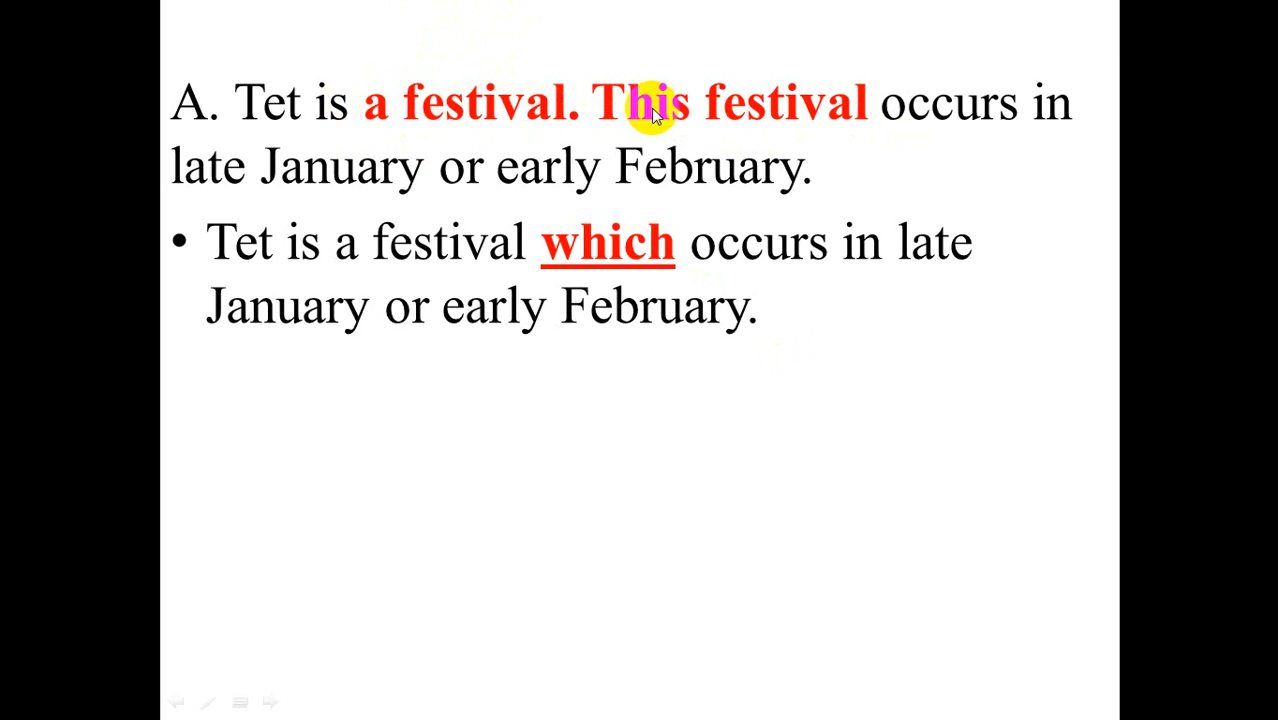 A. Tet is a festival. This festival occurs in
late January or early February.
• Tet is a festival which occurs in late
January or early February.